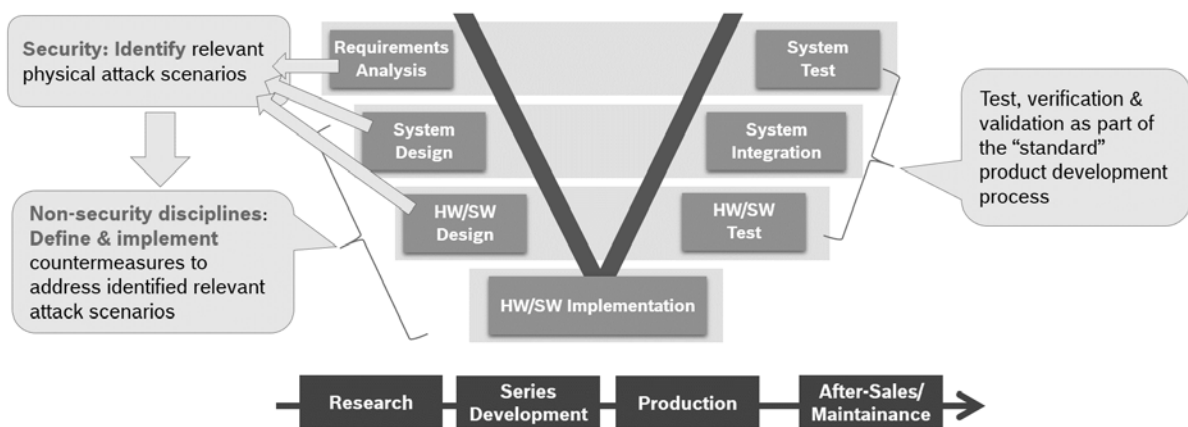 Security: Identify relevant
physical attack scenarios
Requirements
Analysis
System
Test
System
Design
System
Integration
Test, verification &
validation as part of
the “standard”
product development
process
Non-security disciplines:
Define & implement
countermeasures to
address identified relevant
attack scenarios
HW/SW
Design
HW/SW
Test
HW/SW Implementation
Research
Series
Development
Production
After-Sales/
Maintainance